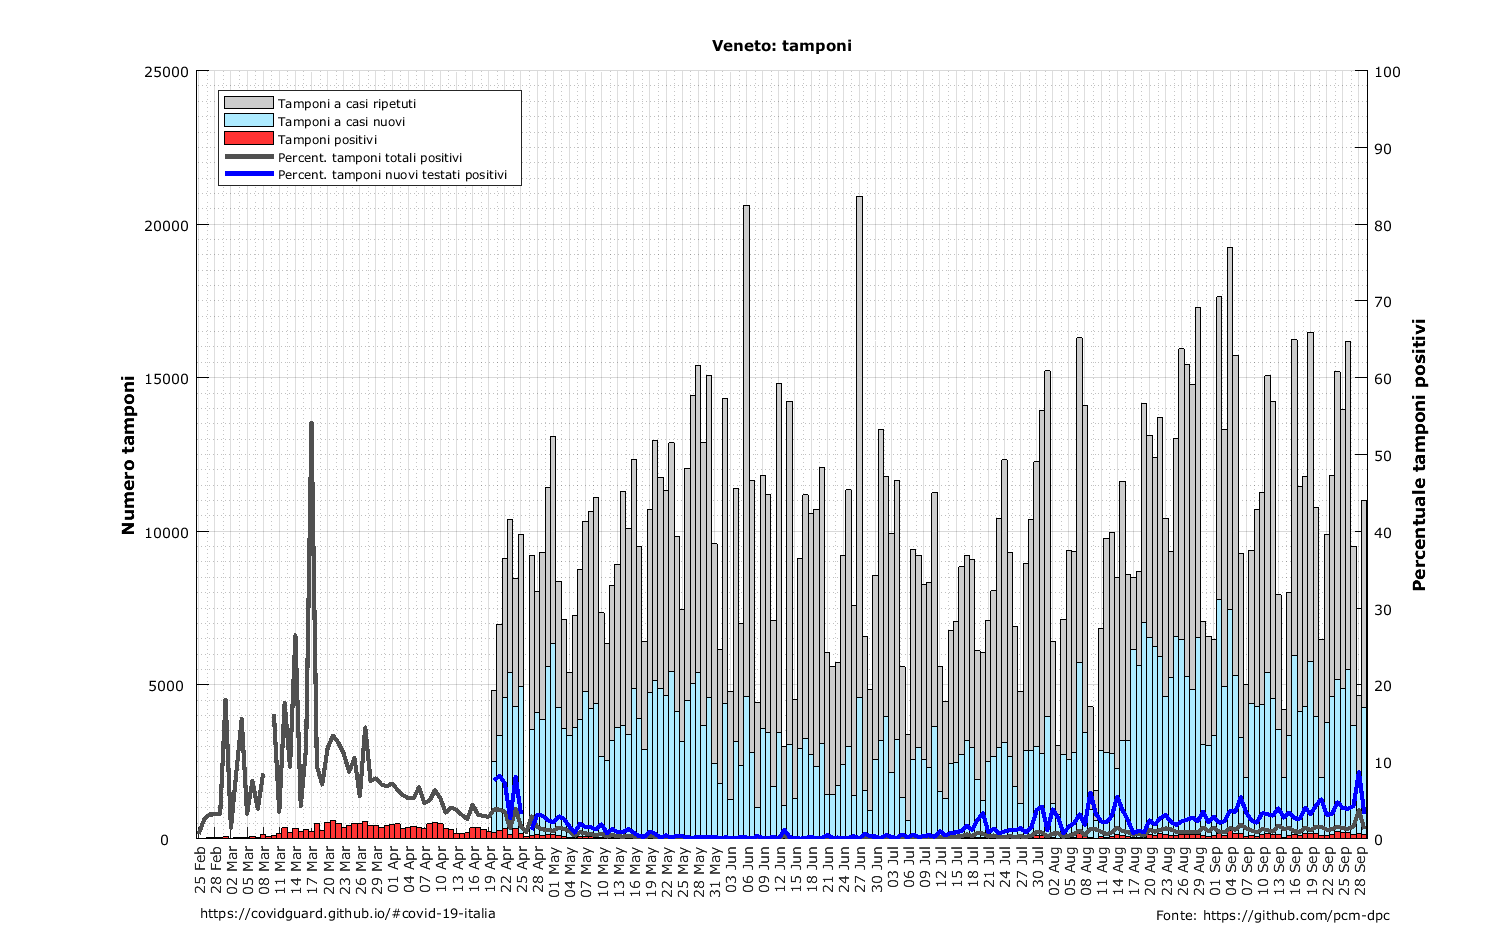 Veneto: tamponi
25000
20000
15000
10000
5000
0
Numero tamponi
Tamponi a casi ripetuti
Tamponi a casi nuovi
Tamponi positivi
Percent. tamponi totali positivi
Percent. tamponi nuovi testati positivi
100
90
80
70
60
50
40
30
20
10
0
Percentuale tamponi positivi
25 Feb
28 Feb
02 Mar
05 Mar
08 Mar
11 Mar
14 Mar
17 Mar
20 Mar
23 Mar
26 Mar
29 Mar
01 Apr
04 Apr
07 Apr
10 Apr
13 Apr
16 Apr
19 Apr
22 Apr
25 Apr
28 Apr
01 May
04 May
07 May
10 May
13 May
16 May
19 May
22 May
25 May
28 May
31 May
03 Jun
06 Jun
09 Jun
12 Jun
15 Jun
18 Jun
21 Jun
24 Jun
27 Jun
30 Jun
03 Jul
06 Jul
09 Jul
12 Jul
15 Jul
18 Jul
21 Jul
24 Jul
27 Jul
30 Jul
02 Aug
05 Aug
08 Aug
11 Aug
14 Aug
17 Aug
20 Aug
23 Aug
26 Aug
29 Aug
01 Sep
04 Sep
07 Sep
10 Sep
13 Sep
16 Sep
19 Sep
22 Sep
25 Sep
28 Sep
https://covidguard.github.io/#covid-19-italia
Fonte: https://github.com/pcm-dpc